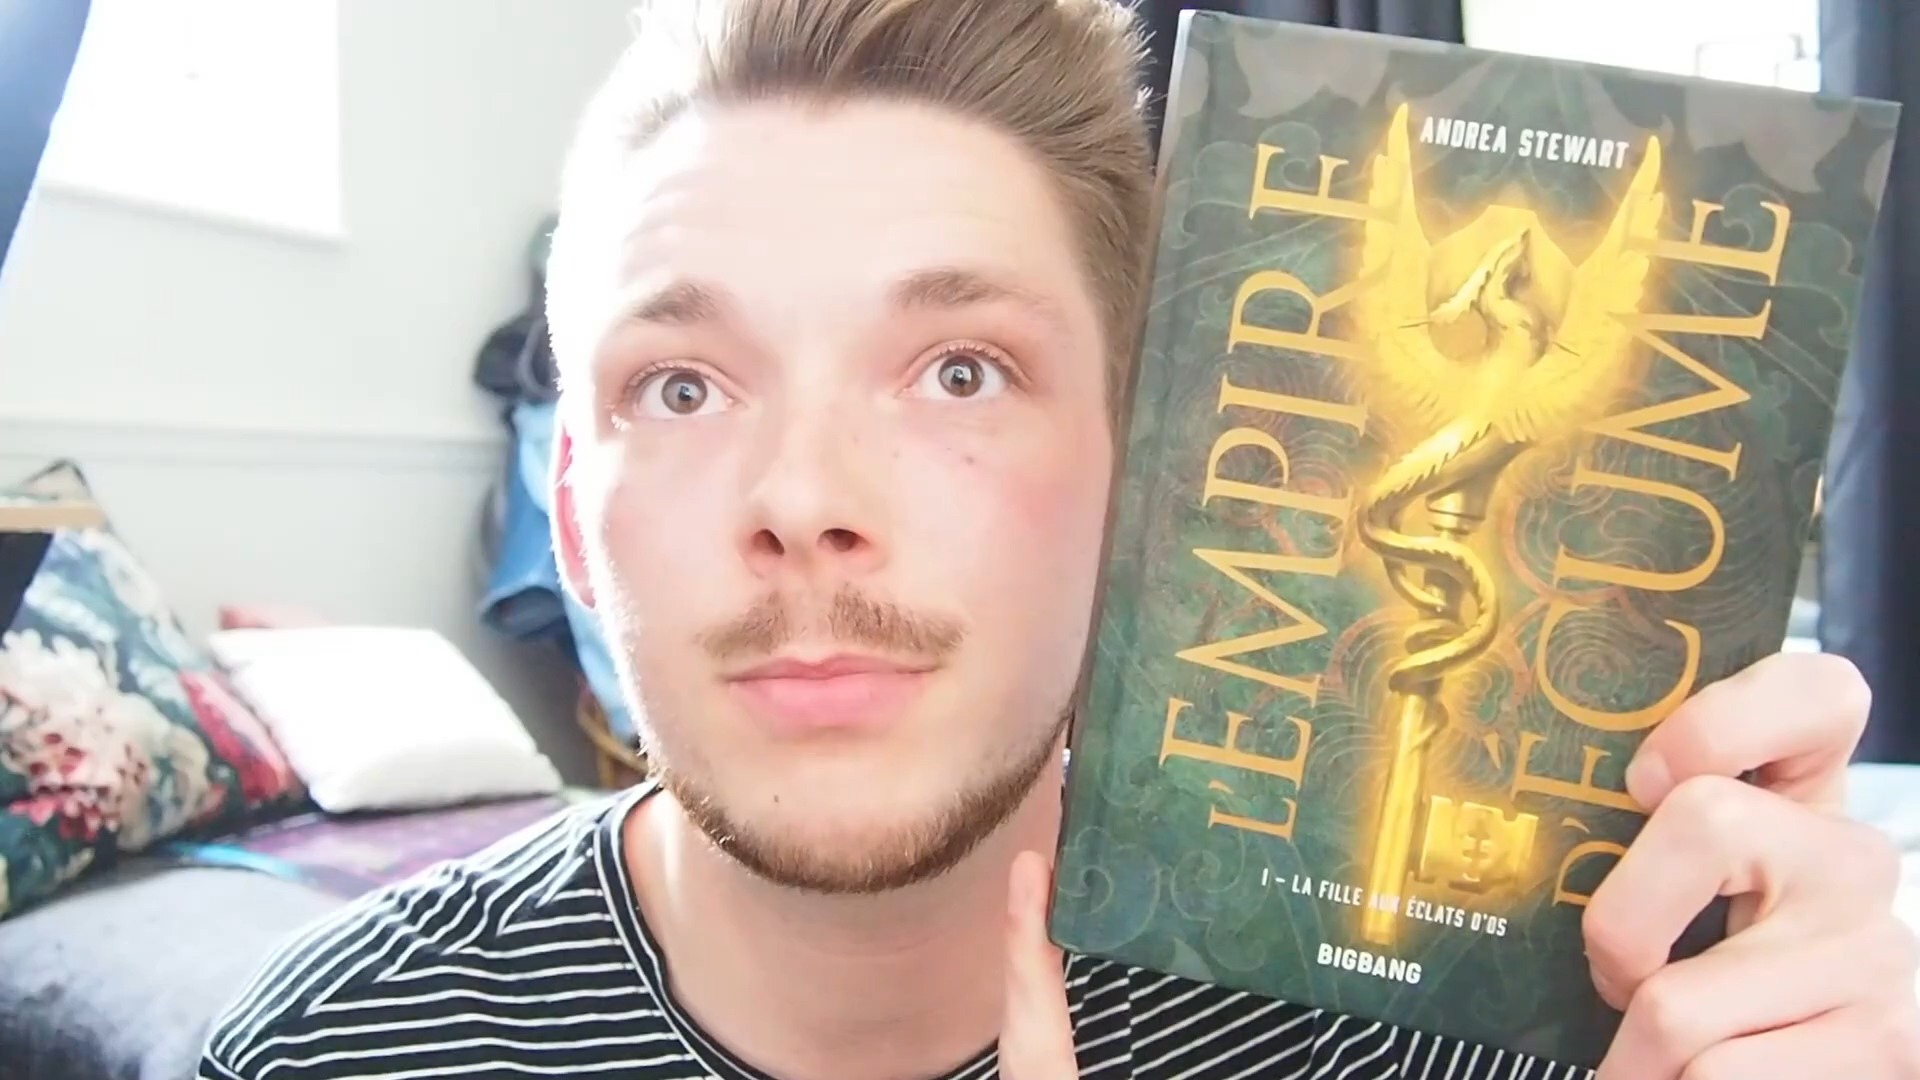 ANDREA STEWART
L'EMPIRE
D'ÉCUME
I – LA FILLE AUX ÉCLATS D'OS
BIGBANG